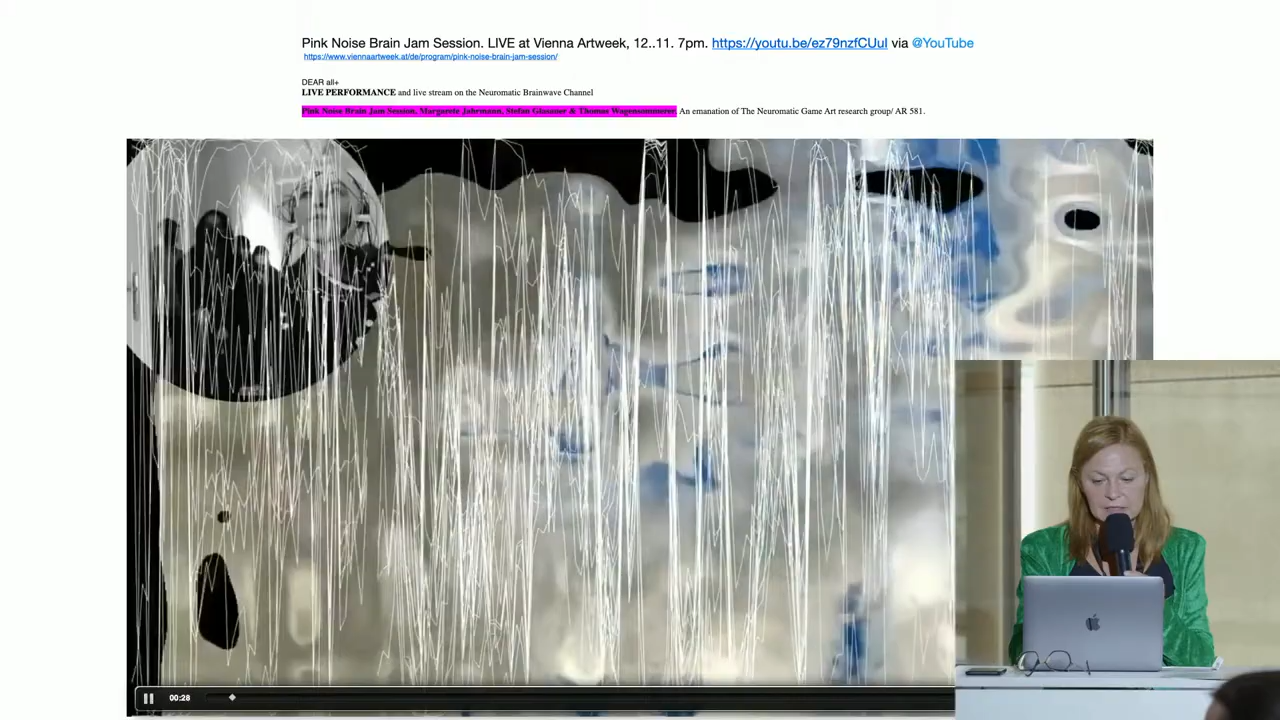 Pink Noise Brain Jam Session. LIVE at Vienna Artweek, 12..11. 7pm. https://youtu.be/ez79nzfCUuI via @YouTube
https://www.viennaartweek.at/de/program/pink-noise-brain-jam-session/
DEAR all+
LIVE PERFORMANCE and live stream on the Neuromatic Brainwave Channel
Pink Noise Brain Jam Session. Margarete Jahrmann, Stefan Glasauer & Thomas Wagensommerer. An emanation of The Neuromatic Game Art research group/ AR 581.
00:28